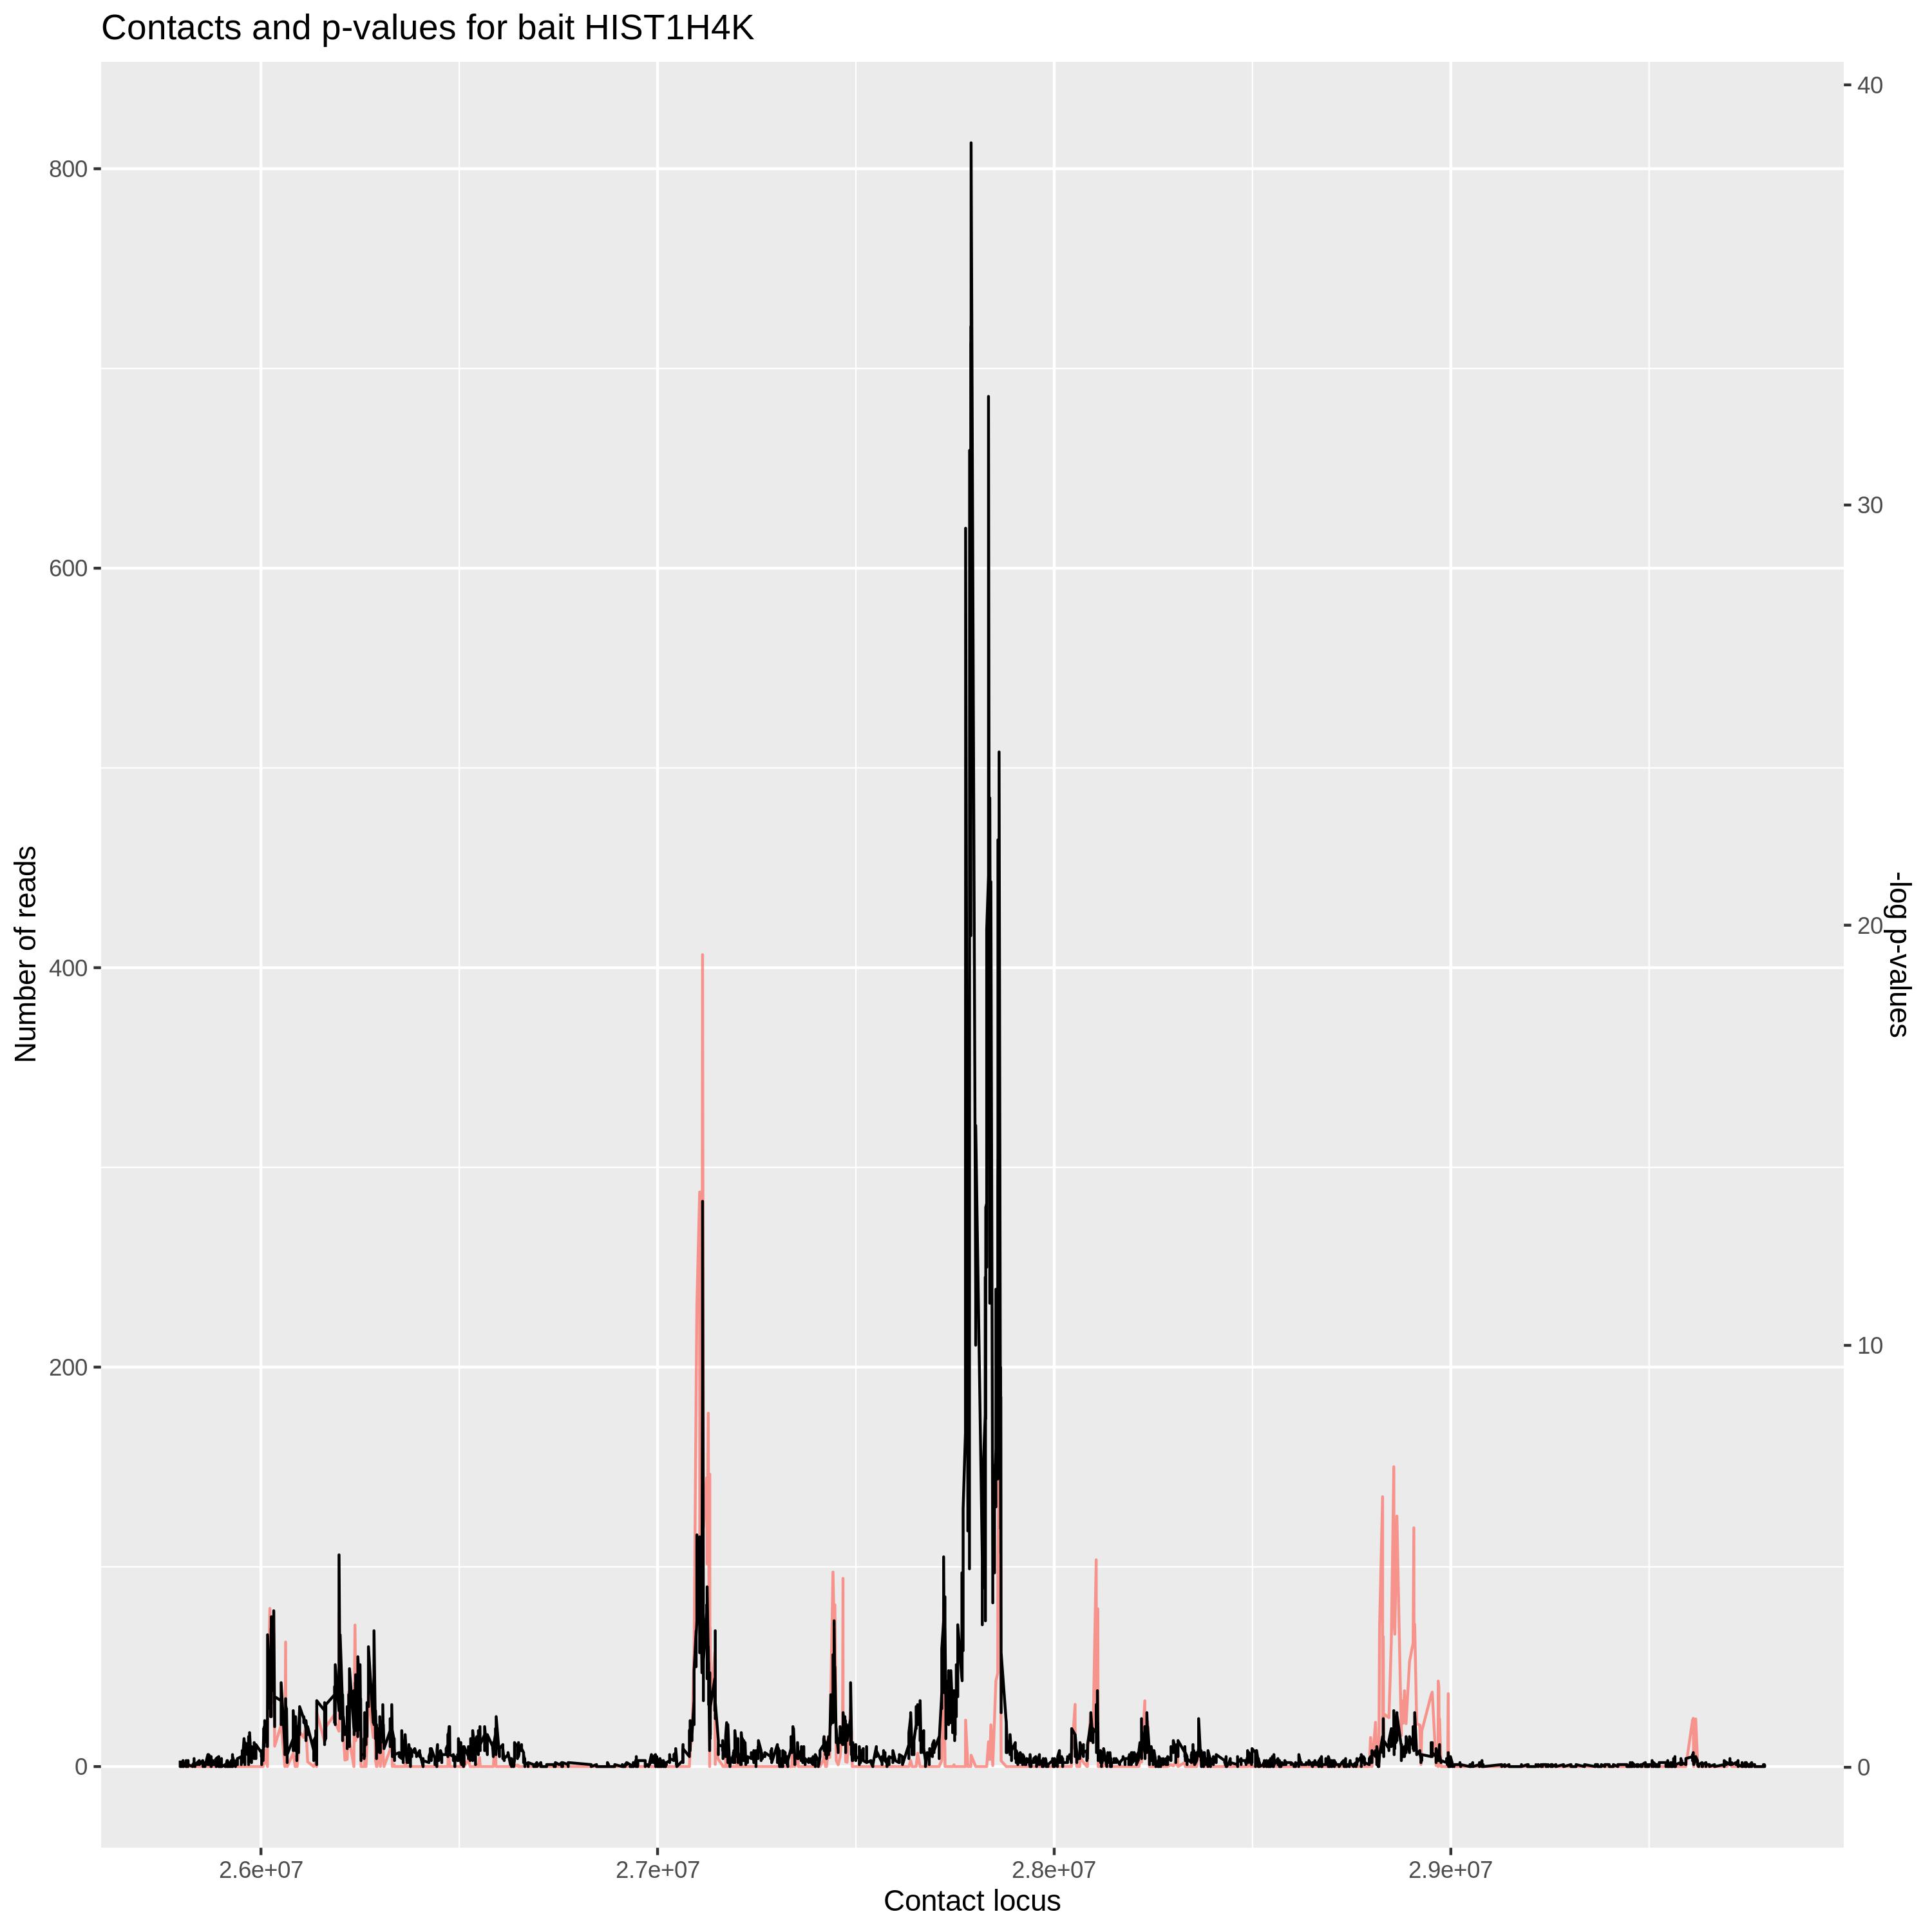 Contacts and p-values for bait HIST1H4K
Number of reads
800
600
400
200
0
40
30
20
10
0
-log p-values
2.6e+07 2.7e+07 2.8e+07 2.9e+07
Contact locus